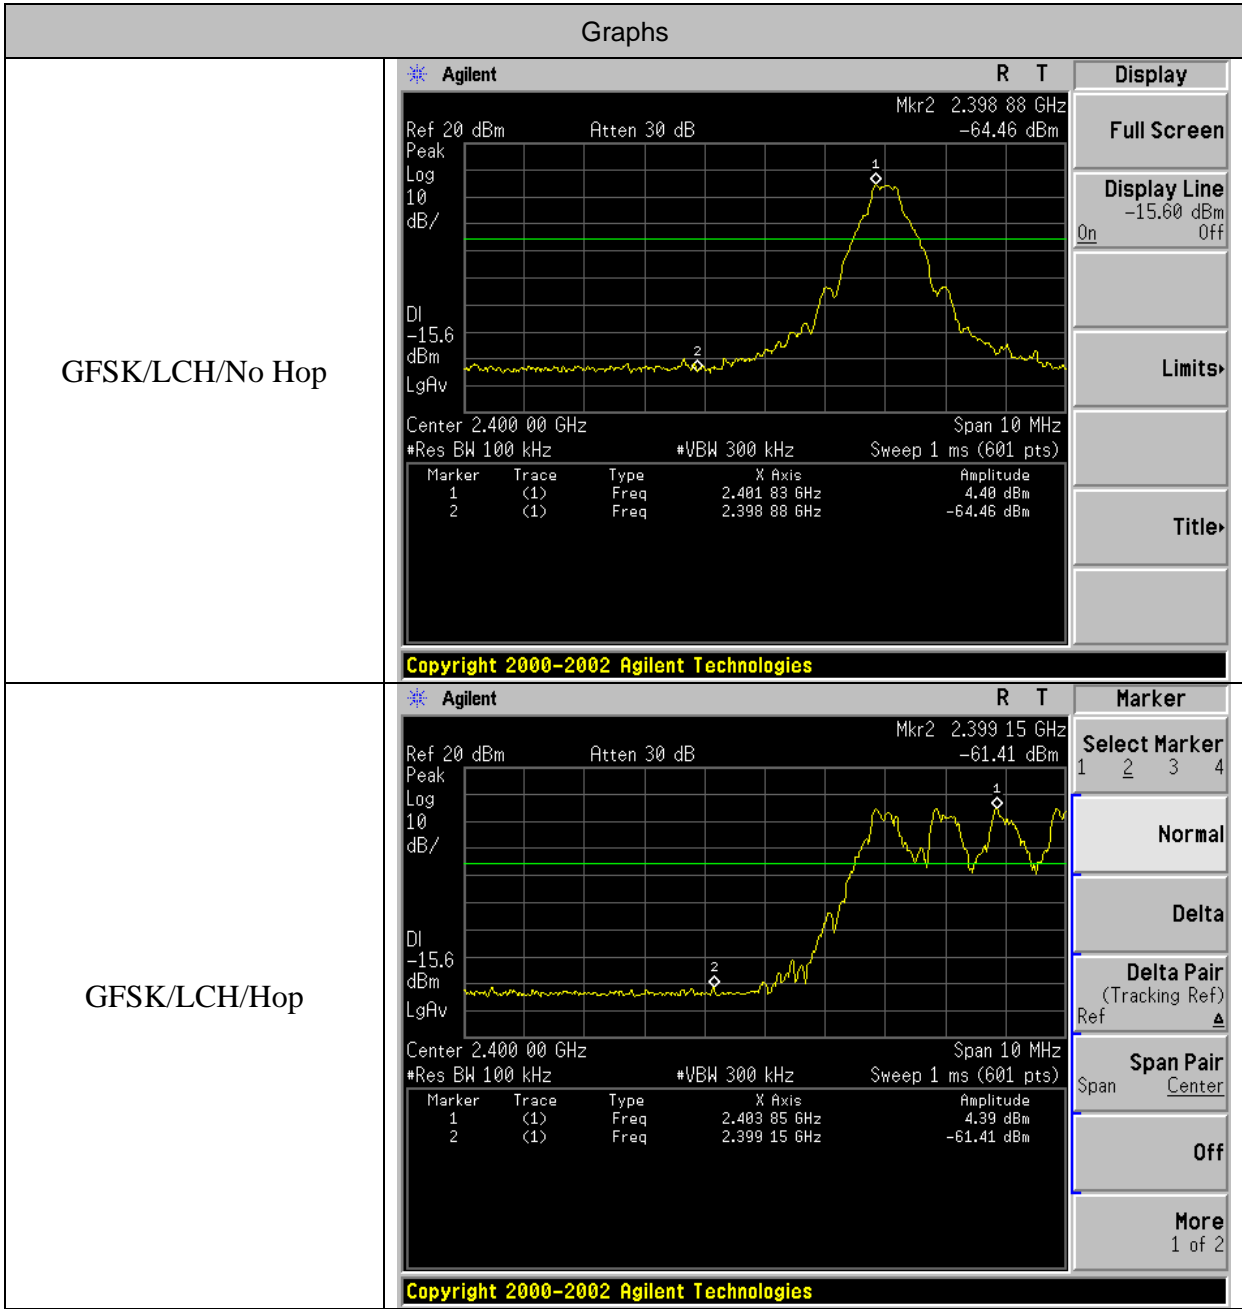 Graphs
GFSK/LCH/No Hop
Agilent R T
Mkr2 2.398 88 GHz
Ref 20 dBm Atten 30 dB -64.46 dBm
Peak
Log
10
dB/
1
2
DI
-15.6
dBm
LgAv
Center 2.400 00 GHz Span 10 MHz
#Res BW 100 kHz #VBW 300 kHz Sweep 1 ms (601 pts)
Marker Trace Type X Axis Amplitude
1 (1) Freq 2.401 83 GHz 4.40 dBm
2 (1) Freq 2.398 88 GHz -64.46 dBm
Copyright 2000-2002 Agilent Technologies
Display
Full Screen
Display Line
-15.60 dBm
On Off
Limits
Title
GFSK/LCH/Hop
Agilent R T
Mkr2 2.399 15 GHz
Ref 20 dBm Atten 30 dB -61.41 dBm
Peak
Log
10
dB/
1
2
DI
-15.6
dBm
LgAv
Center 2.400 00 GHz Span 10 MHz
#Res BW 100 kHz #VBW 300 kHz Sweep 1 ms (601 pts)
Marker Trace Type X Axis Amplitude
1 (1) Freq 2.403 85 GHz 4.39 dBm
2 (1) Freq 2.399 15 GHz -61.41 dBm
Copyright 2000-2002 Agilent Technologies
Marker
Select Marker
1 2 3 4
Normal
Delta
Delta Pair
(Tracking Ref)
Ref Δ
Span Pair
Span Center
Off
More
1 of 2